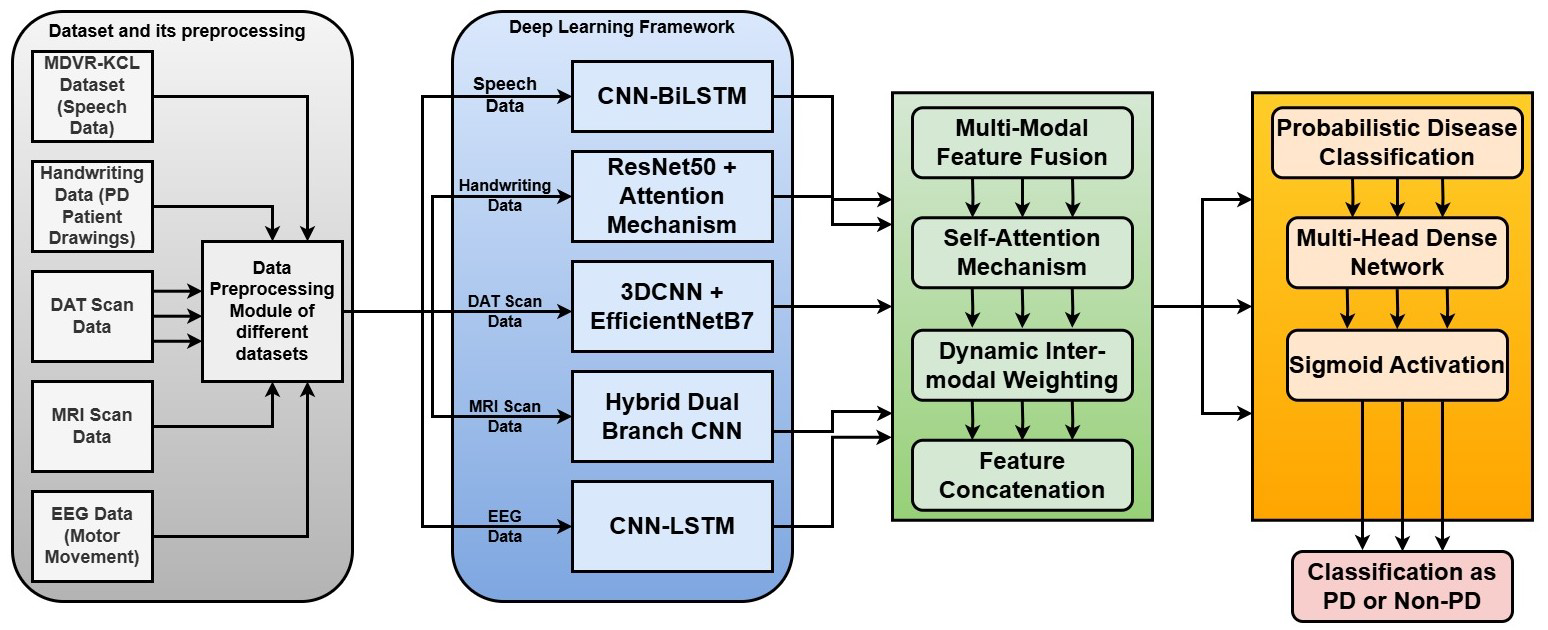 Dataset and its preprocessing
MDVR-KCL
Dataset
(Speech
Data)
Handwriting
Data (PD
Patient
Drawings)
DAT Scan
Data
MRI Scan
Data
EEG Data
(Motor
Movement)
Data
Preprocessing
Module of
different
datasets
Deep Learning Framework
Speech
Data
CNN-BiLSTM
Handwriting
Data
ResNet50 +
Attention
Mechanism
DAT Scan
Data
3DCNN +
EfficientNetB7
MRI Scan
Data
Hybrid Dual
Branch CNN
EEG
Data
CNN-LSTM
Multi-Modal
Feature Fusion
Self-Attention
Mechanism
Dynamic Inter-
modal Weighting
Feature
Concatenation
Probabilistic Disease
Classification
Multi-Head Dense
Network
Sigmoid Activation
Classification as
PD or Non-PD